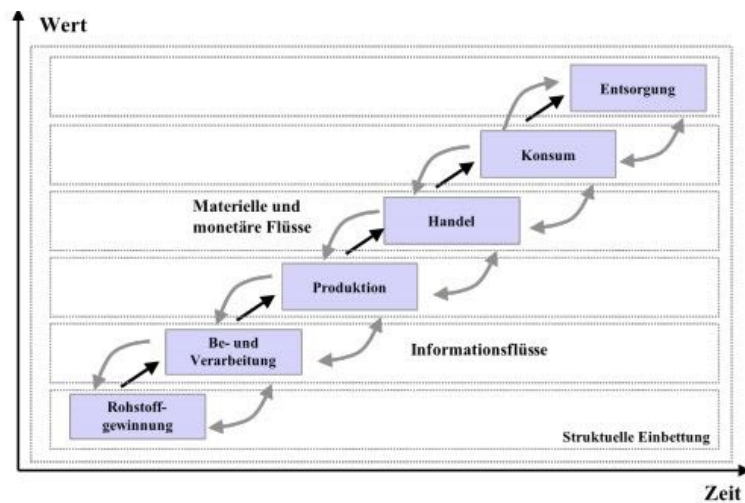 Wert
Entsorgung
Konsum
Materielle und
monetäre Flüsse
Handel
Produktion
Be- und
Verarbeitung
Informationsflüsse
Rohstoff-
gewinnung
Struktuelle Einbettung
Zeit